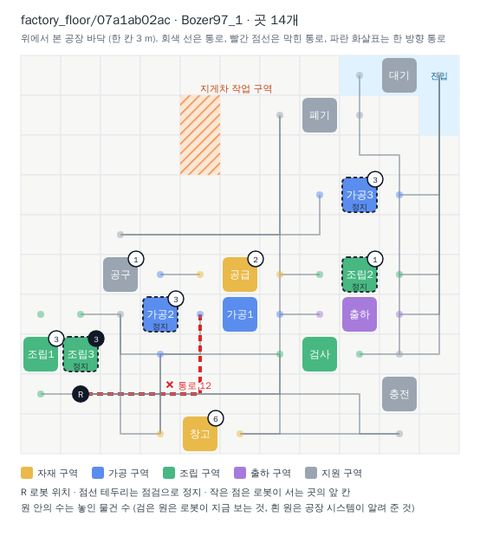 factory_floor/07a1ab02ac · Bozer97_1 · 곳 14개
위에서 본 공장 바닥 (한 칸 3 m). 회색 선은 통로, 빨간 점선은 막힌 통로, 파란 화살표는 한 방향 통로
대기
진입
지게차 작업 구역
폐기
3
가공3
정지
1
2
1
공구
공급
조립2
정지
3
가공2
정지
가공1
출하
3
3
조립1
조립3
정지
검사
✖ 통로 12
R
충전
6
창고
자재 구역
가공 구역
조립 구역
출하 구역
지원 구역
R 로봇 위치 · 점선 테두리는 점검으로 정지 · 작은 점은 로봇이 서는 곳의 앞 칸
원 안의 수는 놓인 물건 수 (검은 원은 로봇이 지금 보는 것, 흰 원은 공장 시스템이 알려 준 것)